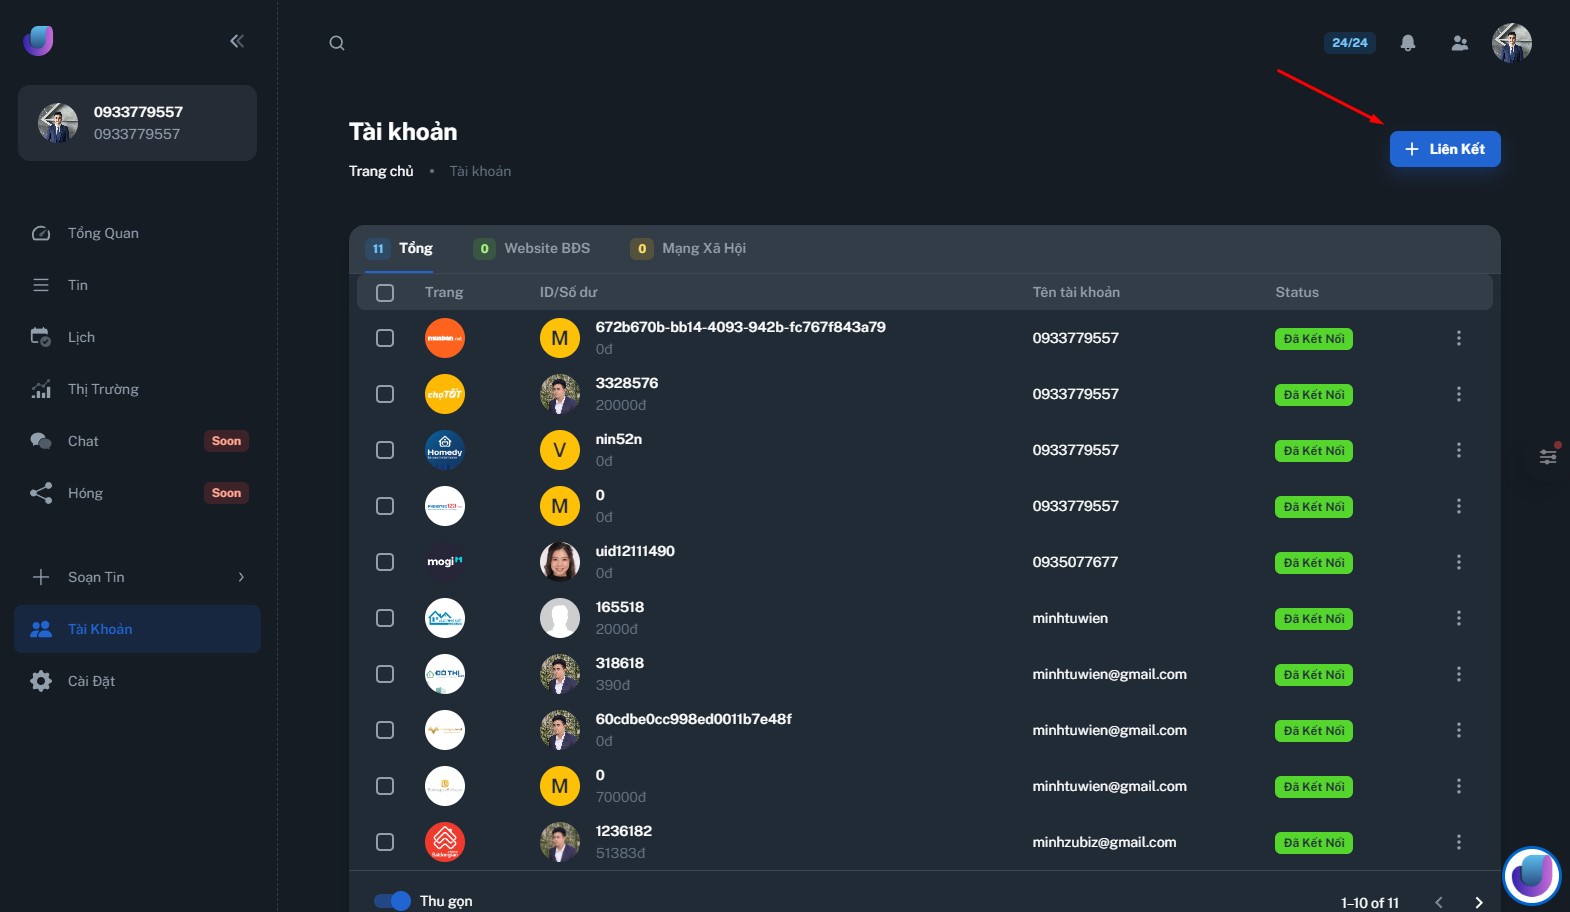 0933779557
0933779557
24/24
Tài khoản
Trang chủ • Tài khoản
+ Liên Kết
Tổng Quan
Tin
Lịch
Thị Trường
Chat Soon
Hóng Soon
Soạn Tin
Tài Khoản
Cài Đặt
11 Tổng 0 Website BĐS 0 Mạng Xã Hội
Trang ID/Số dư Tên tài khoản Status
672b670b-bb14-4093-942b-fc767f843a79
muaban.net M 0933779557 Đã Kết Nối
0đ
3328576
chợTỐT 0933779557 Đã Kết Nối
20000đ
nin52n
Homedy V 0933779557 Đã Kết Nối
0đ
0
M 0933779557 Đã Kết Nối
0đ
uid12111490
mogi 0935077677 Đã Kết Nối
0đ
165518
minhtuwien Đã Kết Nối
2000đ
318618
ĐÔ THỊ minhtuwien@gmail.com Đã Kết Nối
390đ
60cdbe0cc998ed0011b7e48f
minhtuwien@gmail.com Đã Kết Nối
0đ
0
M minhtuwien@gmail.com Đã Kết Nối
70000đ
1236182
Batdongsan minhzubiz@gmail.com Đã Kết Nối
51383đ
Thu gọn 1–10 of 11